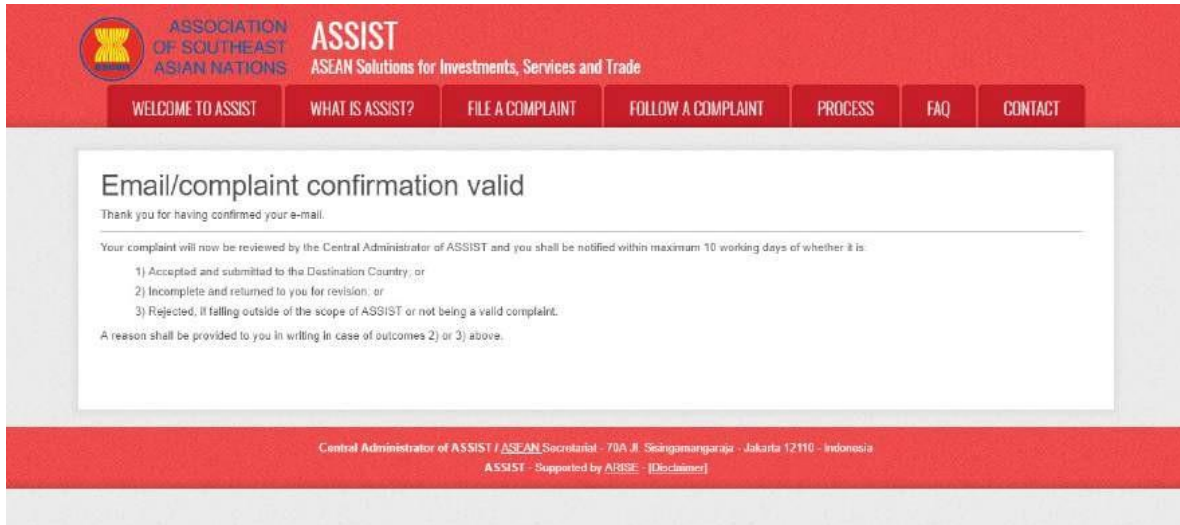 ASSOCIATION
OF SOUTHEAST
ASIAN NATIONS
ASSIST
ASEAN Solutions for Investments, Services and Trade
WELCOME TO ASSIST WHAT IS ASSIST? FILE A COMPLAINT FOLLOW A COMPLAINT PROCESS FAQ CONTACT
Email/complaint confirmation valid
Thank you for having confirmed your e-mail.
Your complaint will now be reviewed by the Central Administrator of ASSIST and you shall be notified within maximum 10 working days of whether it is:
1) Accepted and submitted to the Destination Country; or
2) Incomplete and returned to you for revision; or
3) Rejected, if falling outside of the scope of ASSIST or not being a valid complaint.
A reason shall be provided to you in writing in case of outcomes 2) or 3) above.
Central Administrator of ASSIST / ASEAN Secretariat - 70A Jl. Sisingamangaraja - Jakarta 12110 - Indonesia
ASSIST - Supported by ARISE - [Disclaimer]